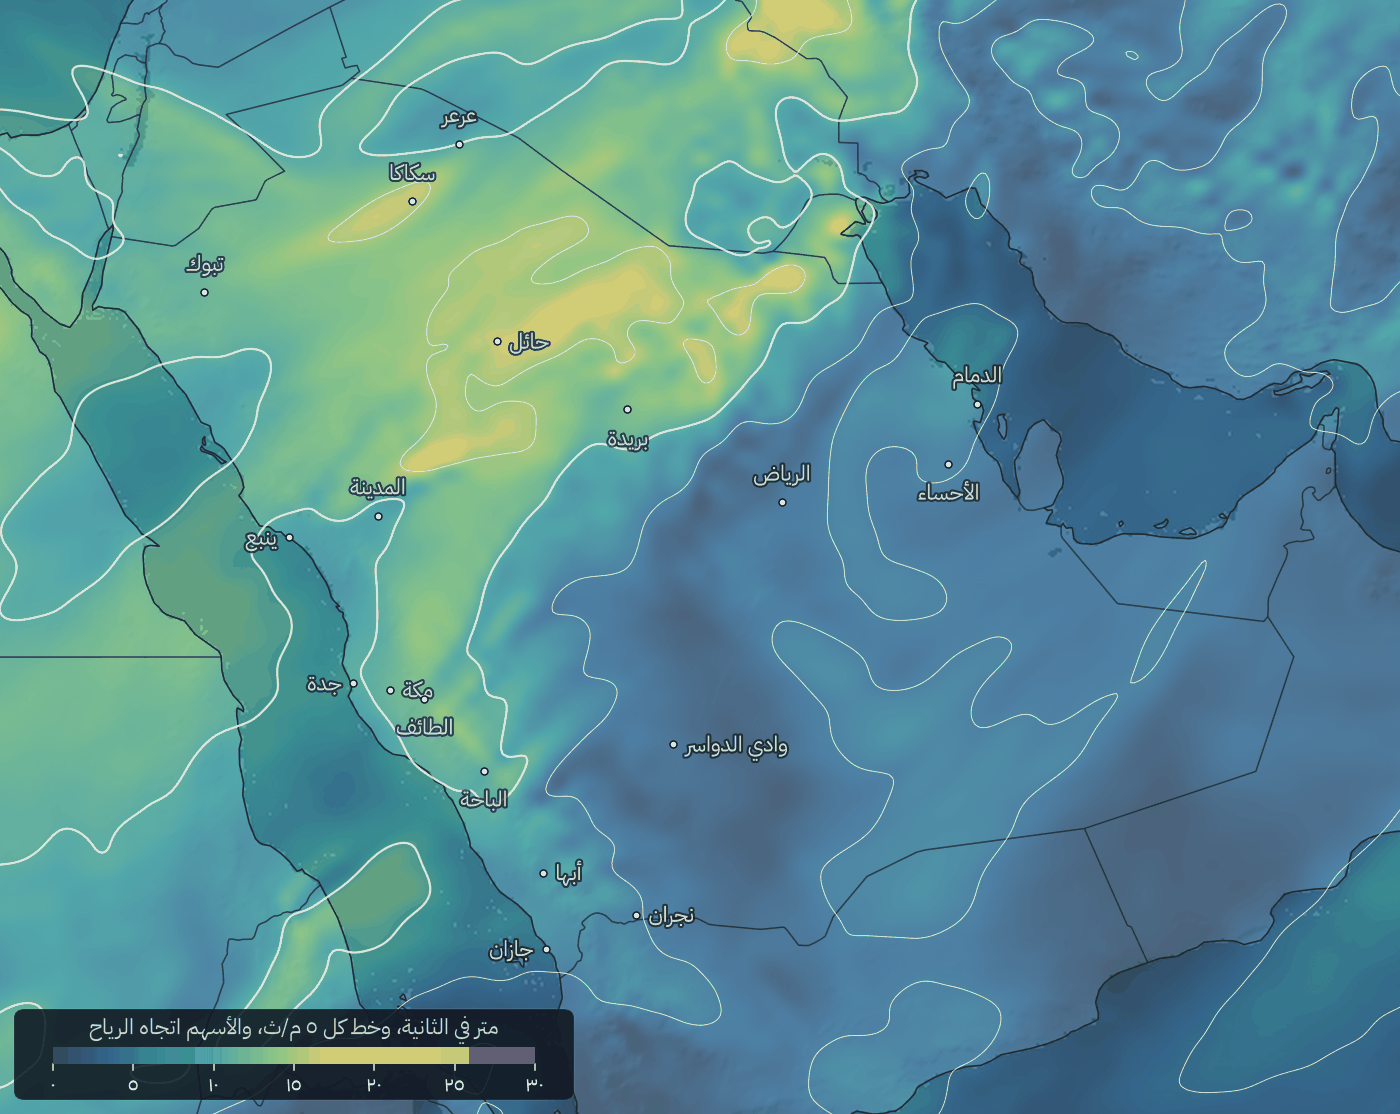 عرعر
سكاكا
تبوك
حائل
الدمام
بريدة
الرياض
المدينة
الأحساء
ينبع
جدة
مكة
الطائف
وادي الدواسر
الباحة
أبها
نجران
جازان
متر في الثانية، وخط كل ٥ م/ث، والأسهم اتجاه الرياح
٠ ٥ ١٠ ١٥ ٢٠ ٢٥ ٣٠